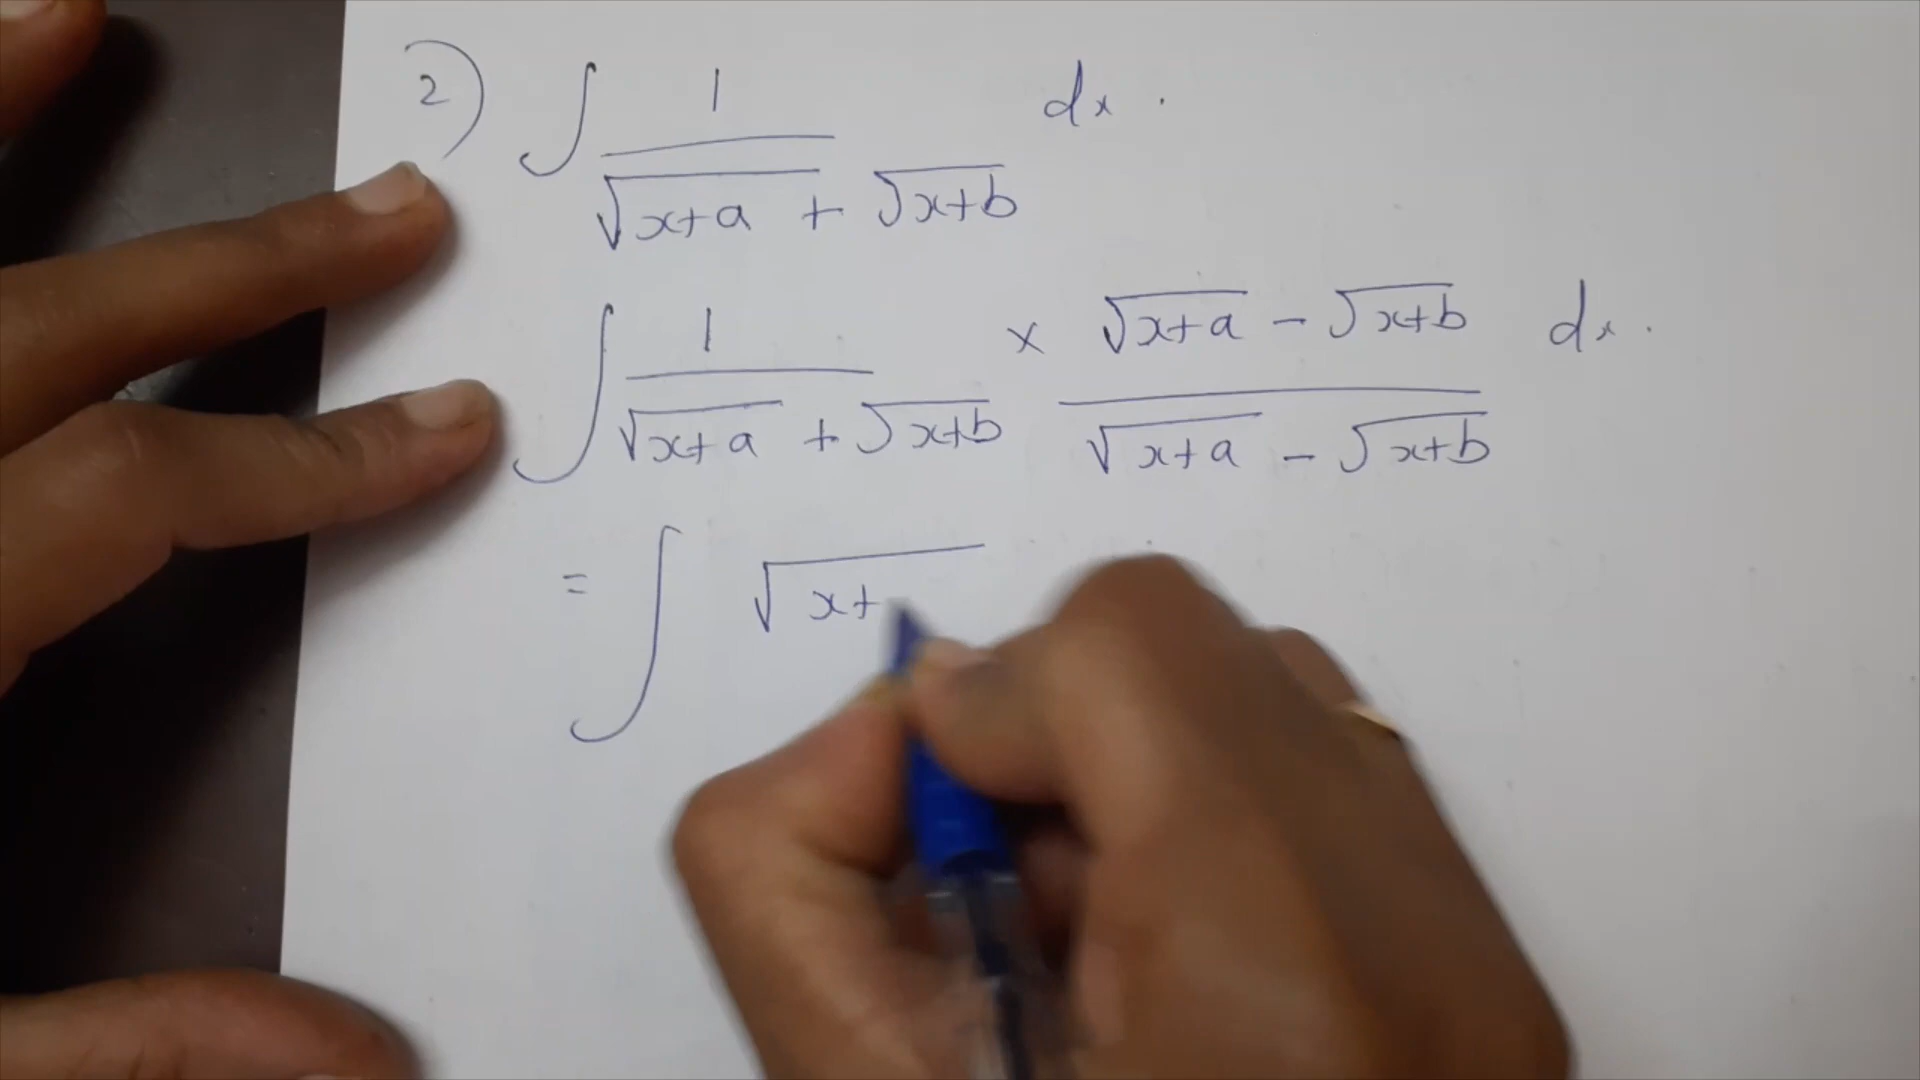 2) ∫ 1 / (√(x+a) + √(x+b)) dx .
∫ 1 / (√(x+a) + √(x+b)) × (√(x+a) - √(x+b)) / (√(x+a) - √(x+b)) dx .
= ∫ √(x+